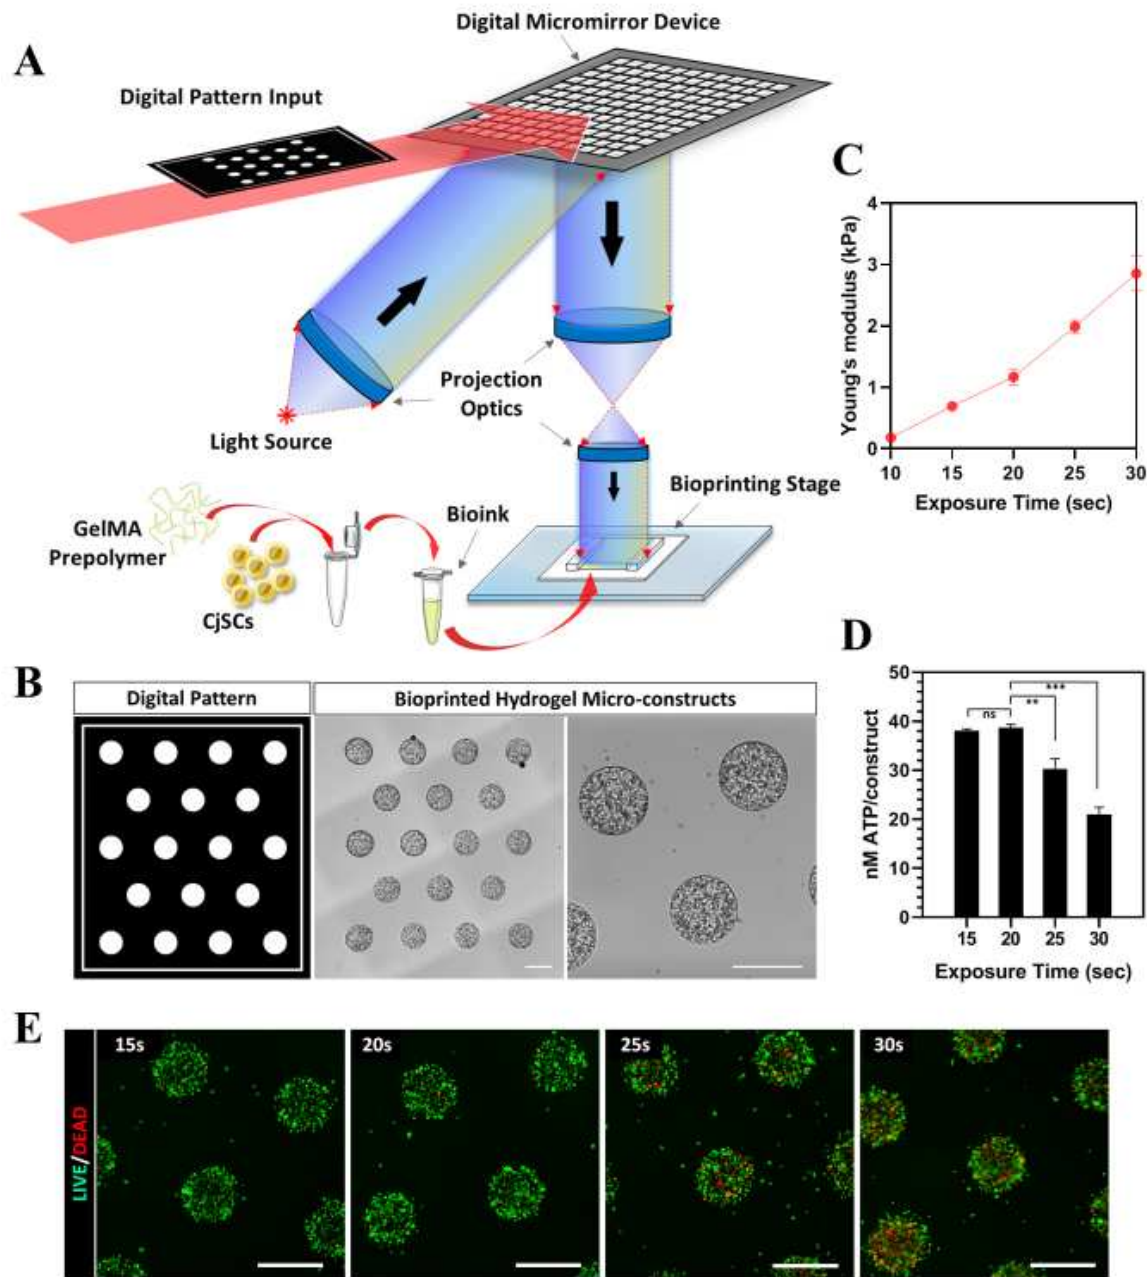 A
Digital Micromirror Device
Digital Pattern Input
Projection
Optics
Light Source
Bioprinting Stage
GelMA
Prepolymer
Bioink
CjSCs
C
Young's modulus (kPa)
4
3
2
1
0
10 15 20 25 30
Exposure Time (sec)
B
Digital Pattern
Bioprinted Hydrogel Micro-constructs
D
nM ATP/construct
50
40
30
20
10
0
ns
**
***
15 20 25 30
Exposure Time (sec)
E
LIVE/DEAD
15s
20s
25s
30s